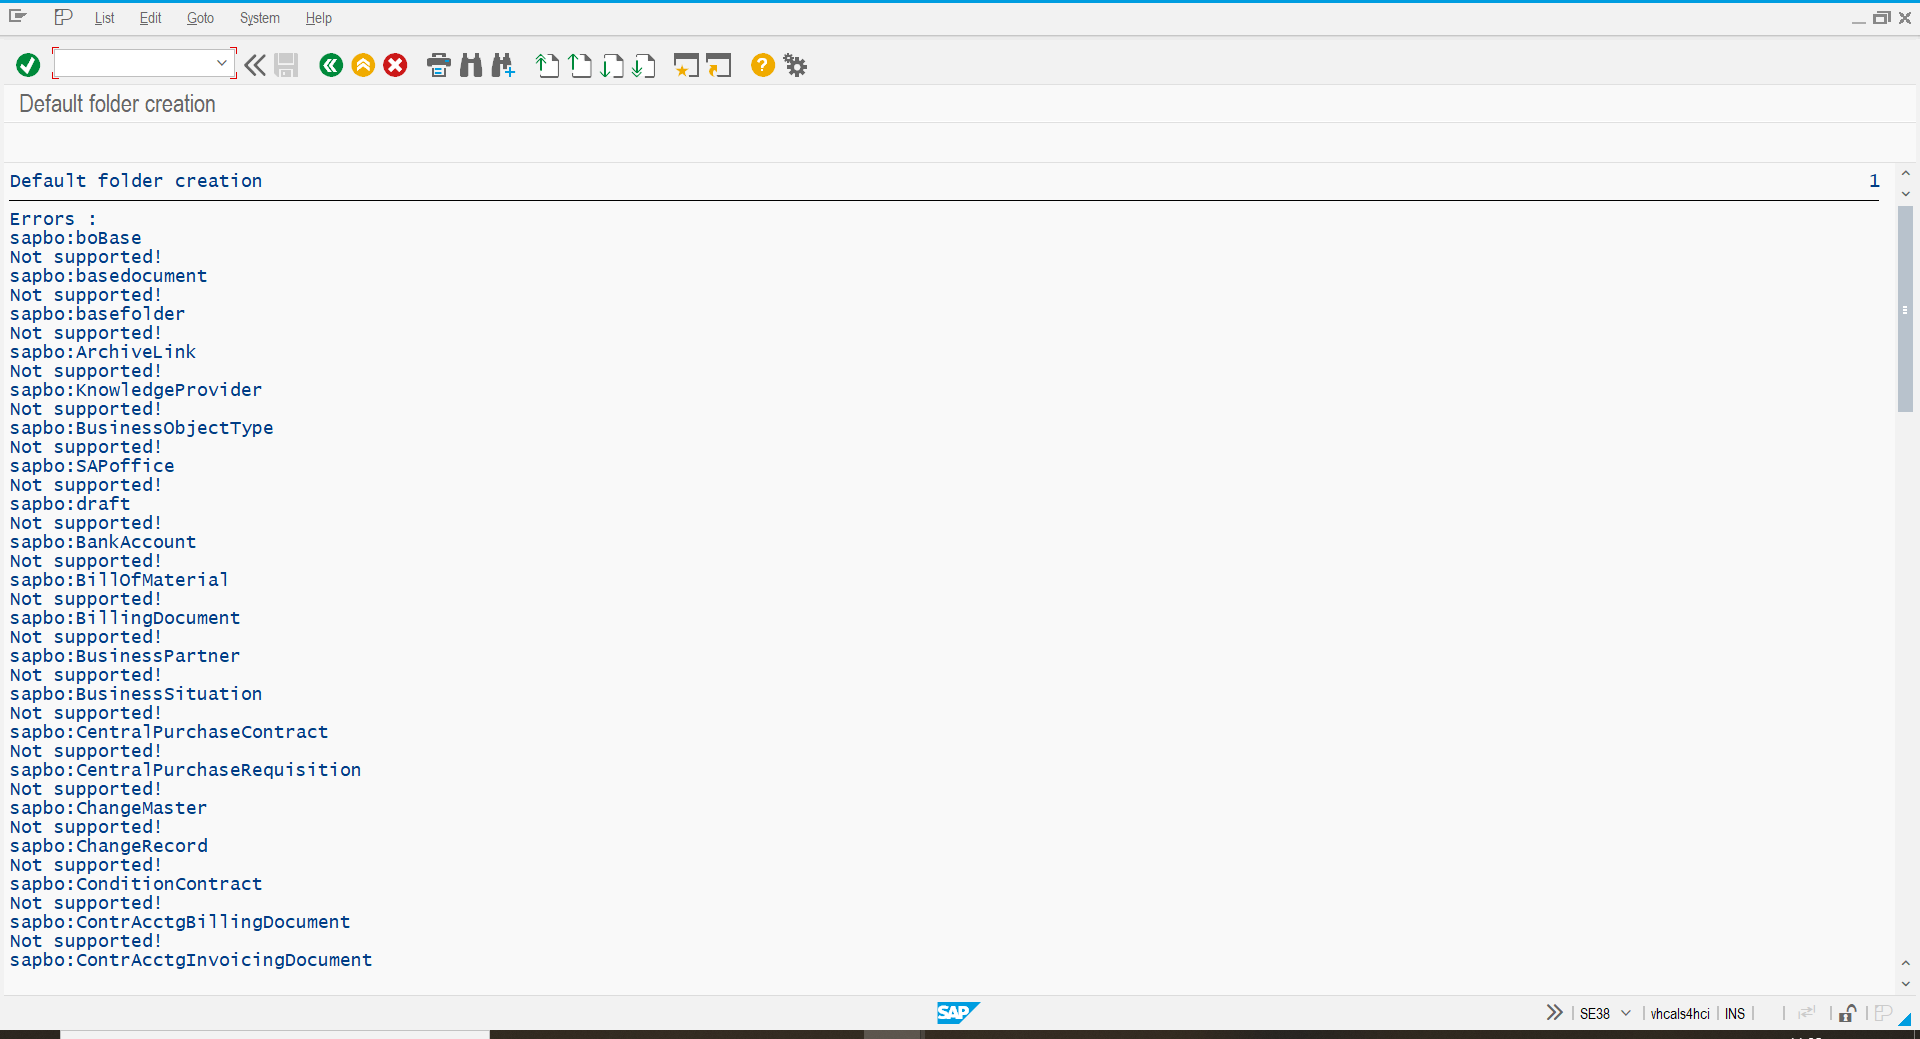 List Edit Goto System Help
Default folder creation
Default folder creation 1
Errors :
sapbo:boBase
Not supported!
sapbo:basedocument
Not supported!
sapbo:basefolder
Not supported!
sapbo:ArchiveLink
Not supported!
sapbo:KnowledgeProvider
Not supported!
sapbo:BusinessObjectType
Not supported!
sapbo:SAPoffice
Not supported!
sapbo:draft
Not supported!
sapbo:BankAccount
Not supported!
sapbo:BillOfMaterial
Not supported!
sapbo:BillingDocument
Not supported!
sapbo:BusinessPartner
Not supported!
sapbo:BusinessSituation
Not supported!
sapbo:CentralPurchaseContract
Not supported!
sapbo:CentralPurchaseRequisition
Not supported!
sapbo:ChangeMaster
Not supported!
sapbo:ChangeRecord
Not supported!
sapbo:ConditionContract
Not supported!
sapbo:ContrAcctgBillingDocument
Not supported!
sapbo:ContrAcctgInvoicingDocument
SAP SE38 vhcals4hci INS